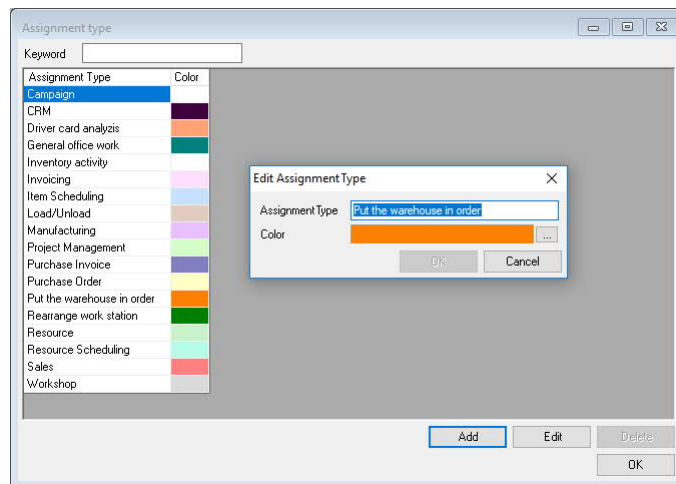 Assignment type
Keyword
Assignment Type Color
Campaign
CRM
Driver card analyzis
General office work
Inventory activity
Invoicing
Item Scheduling
Load/Unload
Manufacturing
Project Management
Purchase Invoice
Purchase Order
Put the warehouse in order
Rearrange work station
Resource
Resource Scheduling
Sales
Workshop
Edit Assignment Type
Assignment Type Put the warehouse in order
Color ...
OK Cancel
Add Edit Delete
OK